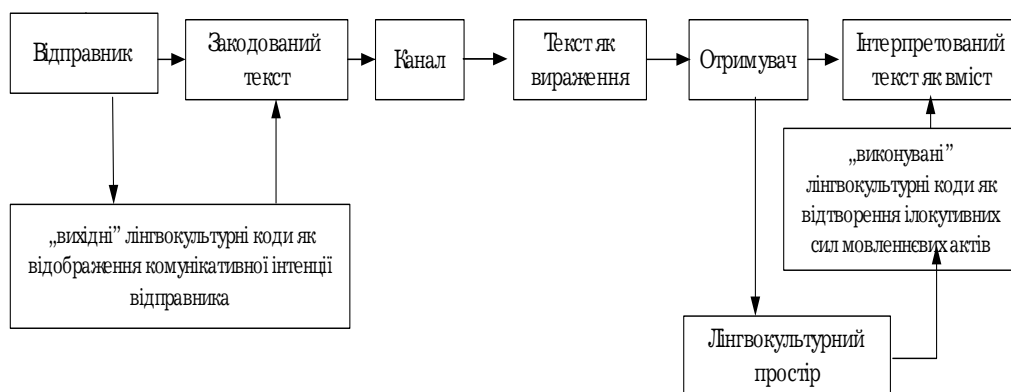 Відправник
Закодований
текст
Канал
Текст як
вираження
Отримувач
Інтерпретований
текст як вміст
„вихідні” лінгвокультурні коди як
відображення комунікативної інтенції
відправника
„виконувані”
лінгвокультурні коди як
відтворення ілокутивних
сил мовленнєвих актів
Лінгвокультурний
простір